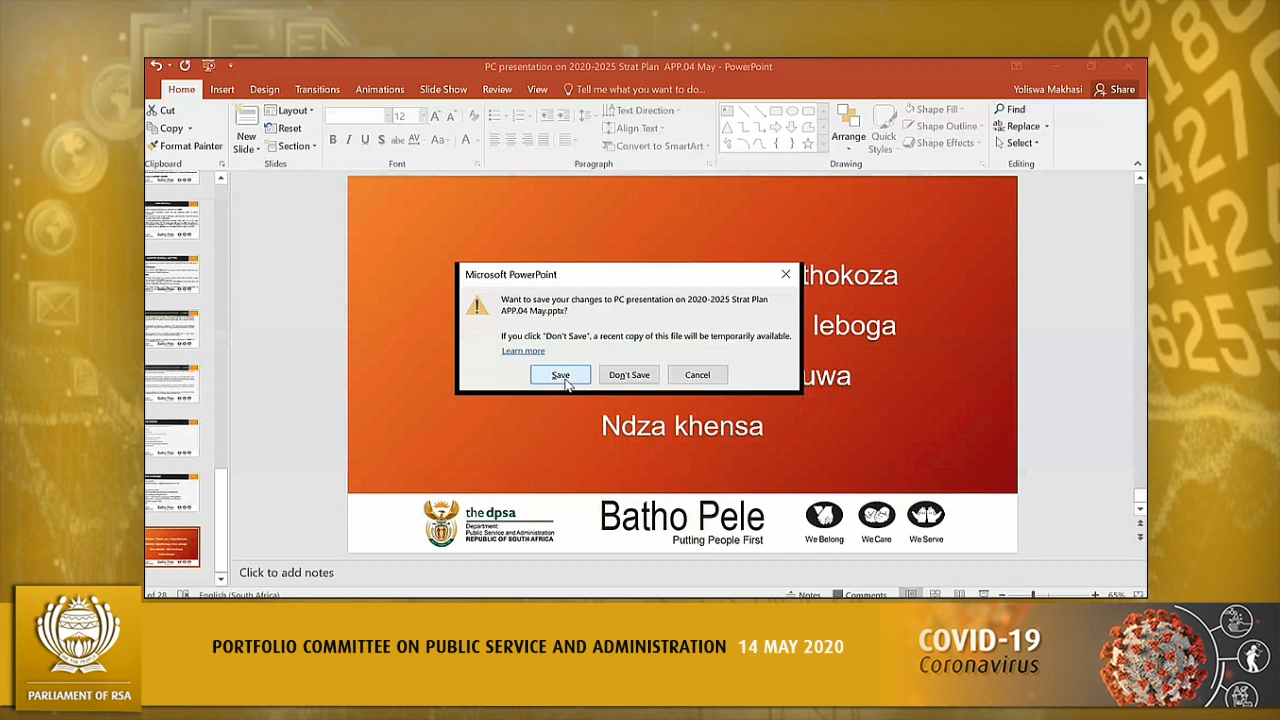 PC presentation on 2020-2025 Strat Plan APP.04 May - PowerPoint
Home Insert Design Transitions Animations Slide Show Review View Tell me what you want to do... Yoliswa Makhasi Share
Cut
Copy
Format Painter
Clipboard
New
Slide
Layout
Reset
Section
Slides
12
B I U S abc AV Aa A
Font
Text Direction
Align Text
Convert to SmartArt
Paragraph
Arrange
Quick
Styles
Shape Fill
Shape Outline
Shape Effects
Drawing
Find
Replace
Select
Editing
thokoza
leboga
uwa
Ndza khensa
Microsoft PowerPoint
Want to save your changes to PC presentation on 2020-2025 Strat Plan
APP.04 May.pptx?
If you click "Don't Save", a recent copy of this file will be temporarily available.
Learn more
Save Don't Save Cancel
the dpsa
Department:
Public Service and Administration
REPUBLIC OF SOUTH AFRICA
Batho Pele
Putting People First
We Belong We Care We Serve
Click to add notes
of 28 English (South Africa) Notes Comments 65%
PARLIAMENT OF RSA
PORTFOLIO COMMITTEE ON PUBLIC SERVICE AND ADMINISTRATION 14 MAY 2020
COVID-19
Coronavirus